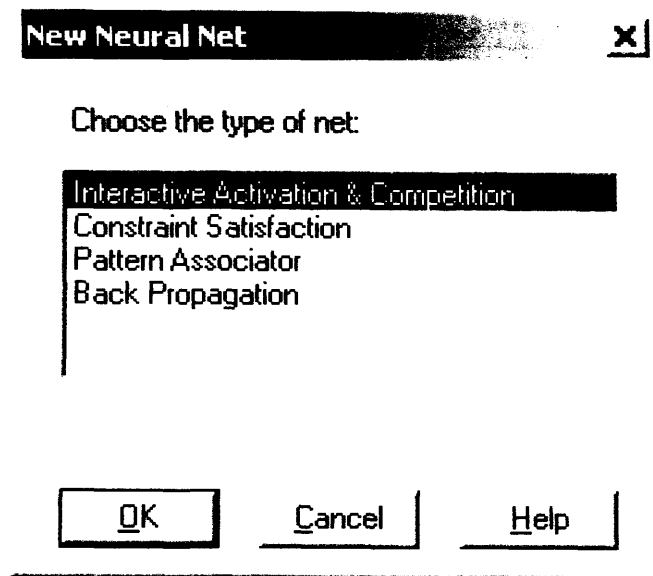 New Neural Net
Choose the type of net:
Interactive Activation & Competition
Constraint Satisfaction
Pattern Associator
Back Propagation
OK Cancel Help